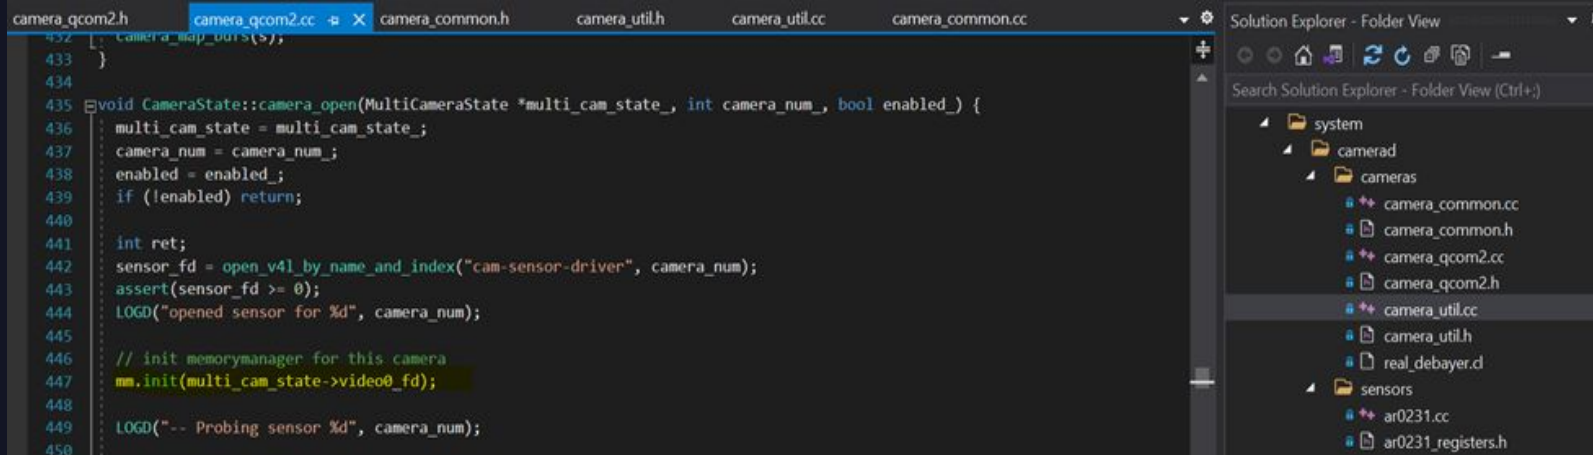 camera_qcom2.h camera_qcom2.cc camera_common.h camera_util.h camera_util.cc camera_common.cc
432 camera_map_bufs(s);
433 }
434
435 void CameraState::camera_open(MultiCameraState *multi_cam_state_, int camera_num_, bool enabled_) {
436 multi_cam_state = multi_cam_state_;
437 camera_num = camera_num_;
438 enabled = enabled_;
439 if (!enabled) return;
440
441 int ret;
442 sensor_fd = open_v4l_by_name_and_index("cam-sensor-driver", camera_num);
443 assert(sensor_fd >= 0);
444 LOGD("opened sensor for %d", camera_num);
445
446 // init memorymanager for this camera
447 mm.init(multi_cam_state->video0_fd);
448
449 LOGD("-- Probing sensor %d", camera_num);
450
Solution Explorer - Folder View
Search Solution Explorer - Folder View (Ctrl+;)
system
camerad
cameras
camera_common.cc
camera_common.h
camera_qcom2.cc
camera_qcom2.h
camera_util.cc
camera_util.h
real_debayer.cl
sensors
ar0231.cc
ar0231_registers.h